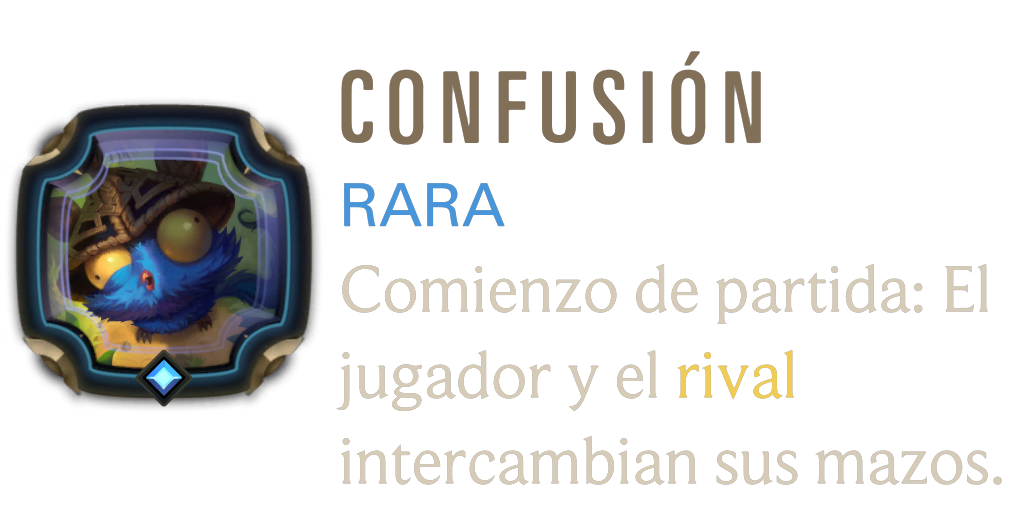 CONFUSIÓN
RARA
Comienzo de partida: El
jugador y el rival
intercambian sus mazos.